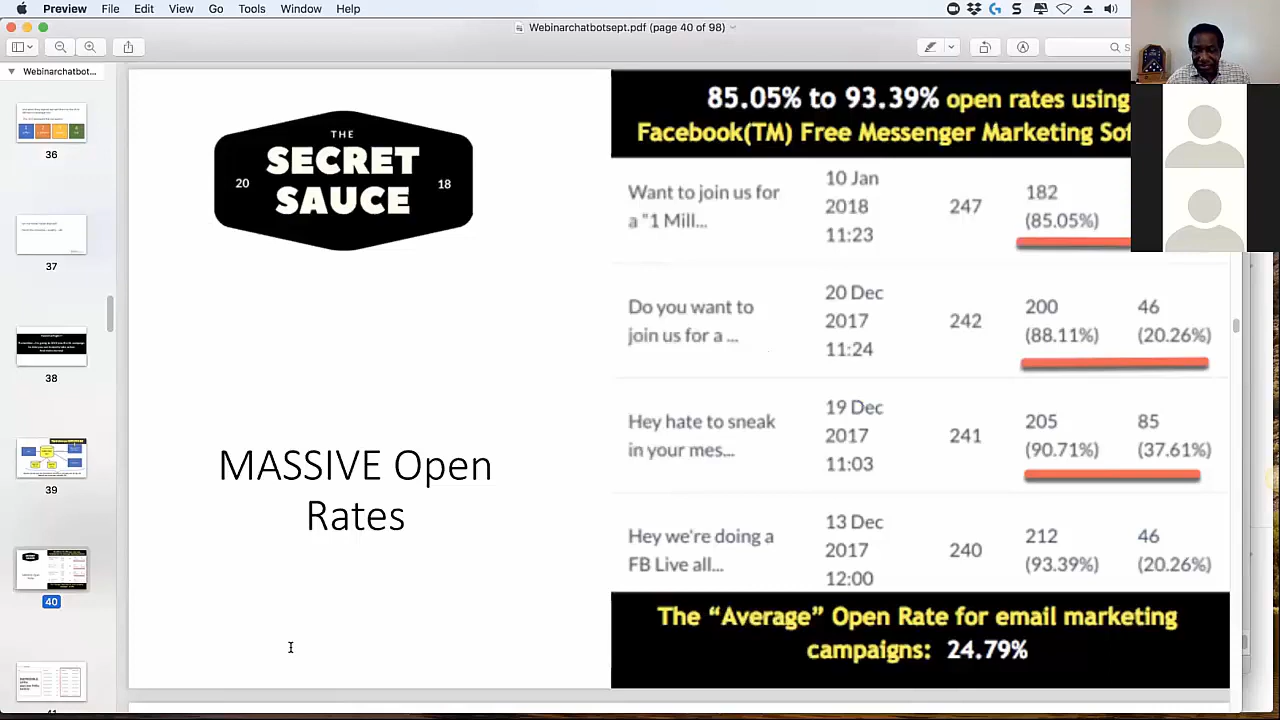 Preview File Edit View Go Tools Window Help
Webinarchatbotsept.pdf (page 40 of 98)
Webinarchatbot...
36
37
38
39
40
THE
SECRET
20 18
SAUCE
MASSIVE Open
Rates
85.05% to 93.39% open rates using
Facebook(TM) Free Messenger Marketing
Want to join us for
a "1 Mill...
10 Jan
2018
11:23
247
182
(85.05%)
Do you want to
join us for a ...
20 Dec
2017
11:24
242
200
(88.11%)
46
(20.26%)
Hey hate to sneak
in your mes...
19 Dec
2017
11:03
241
205
(90.71%)
85
(37.61%)
Hey we're doing a
FB Live all...
13 Dec
2017
12:00
240
212
(93.39%)
46
(20.26%)
The “Average” Open Rate for email marketing
campaigns: 24.79%